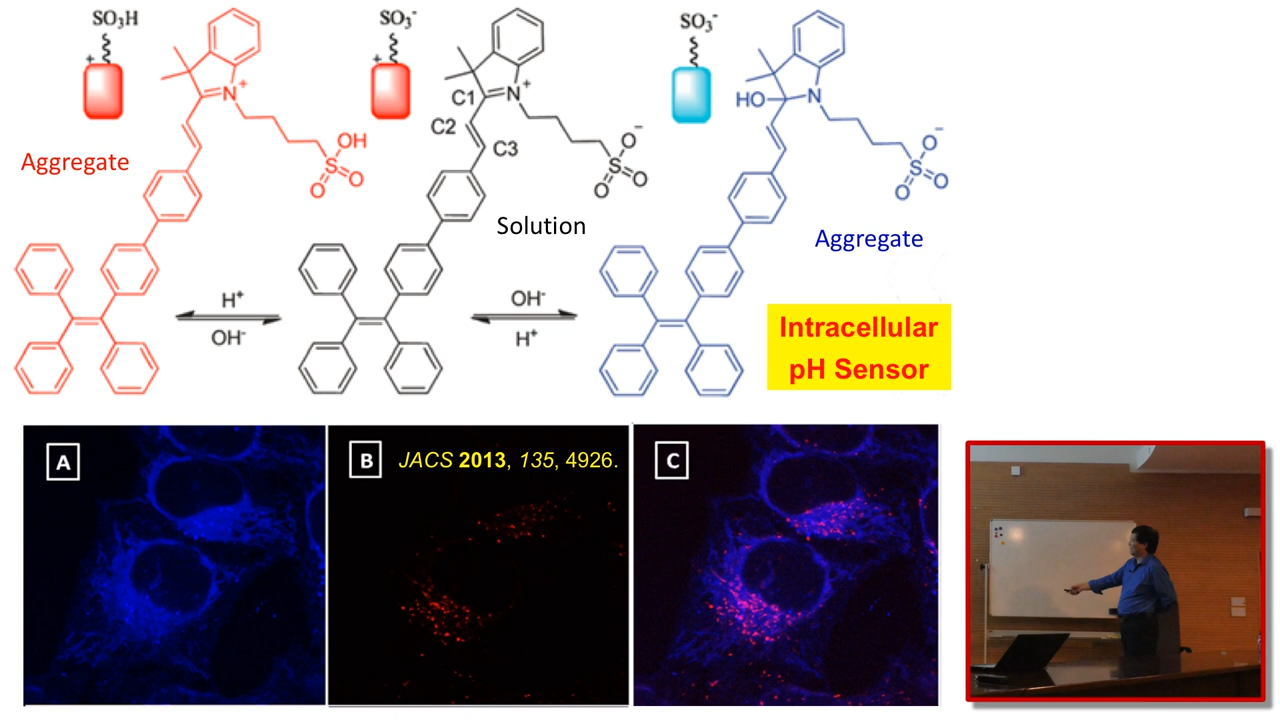 SO₃H
+
SO₃⁻
+
SO₃⁻
N⁺
OH
S
O
O
Aggregate
C1
C2
C3
N⁺
O⁻
S
O
O
Solution
HO
N
O⁻
S
O
O
Aggregate
H⁺
OH⁻
OH⁻
H⁺
Intracellular
pH Sensor
A
B
JACS 2013, 135, 4926.
C